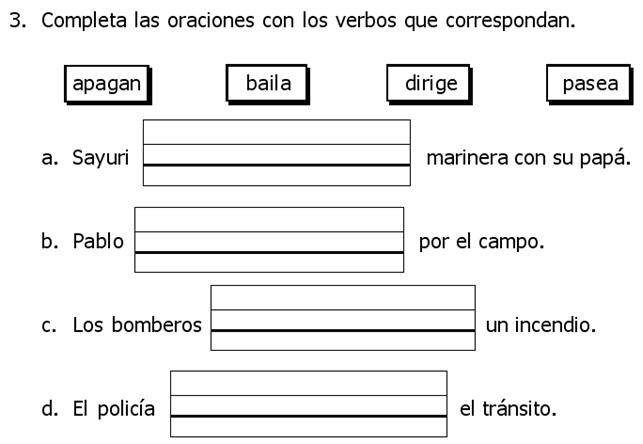 3. Completa las oraciones con los verbos que correspondan.
apagan baila dirige pasea
a. Sayuri marinera con su papá.
b. Pablo por el campo.
c. Los bomberos un incendio.
d. El policía el tránsito.